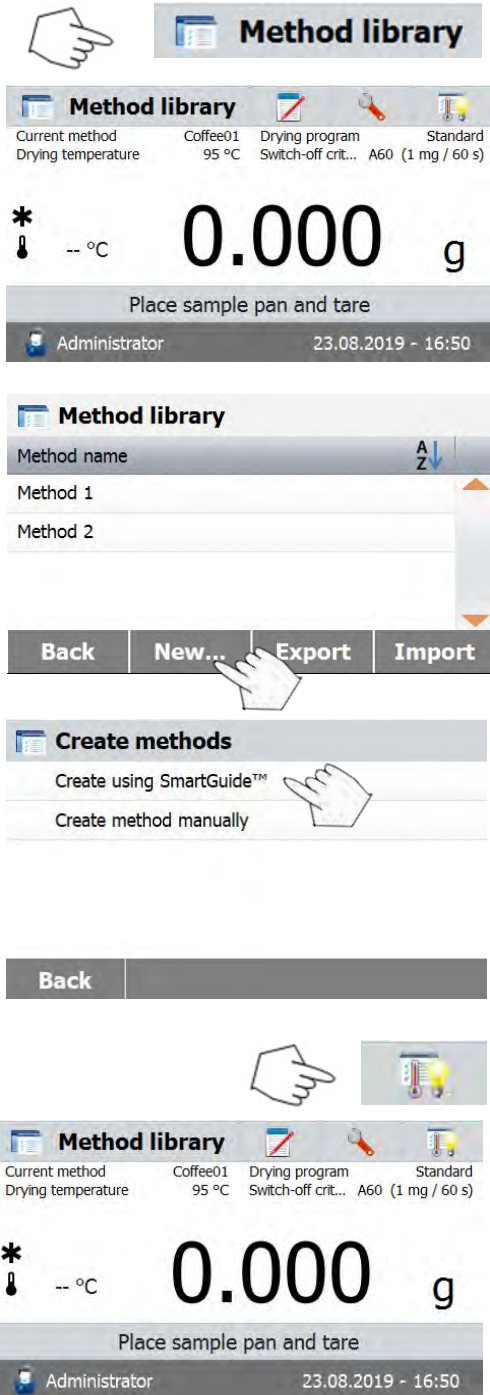 Method library
Method library
Current method Coffee01 Drying program Standard
Drying temperature 95 °C Switch-off crit... A60 (1 mg / 60 s)
-- °C 0.000 g
Place sample pan and tare
Administrator 23.08.2019 - 16:50
Method library
Method name A Z
Method 1
Method 2
Back New... Export Import
Create methods
Create using SmartGuide™
Create method manually
Back
Method library
Current method Coffee01 Drying program Standard
Drying temperature 95 °C Switch-off crit... A60 (1 mg / 60 s)
-- °C 0.000 g
Place sample pan and tare
Administrator 23.08.2019 - 16:50